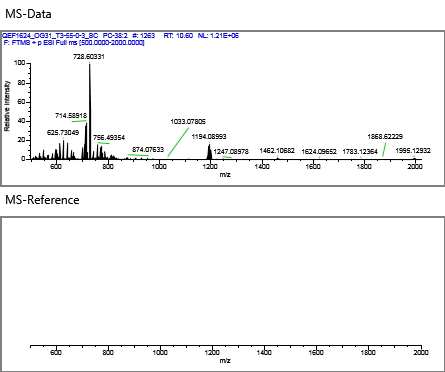 MS-Data
QEF1624_OG31_T3-55-0-3_SC PC-38:2 #: 1263 RT: 10.60 NL: 1.21E+06
F: FTMS + p ESI Full ms [500.0000-2000.0000]
728.60331
100
80
60
40
20
0
Relative Intensity
714.58918
625.73049
756.49354
874.07633
1033.07805
1194.08993
1247.08978
1462.10682
1624.09652
1783.12364
1868.62229
1995.12932
600 800 1000 1200 1400 1600 1800 2000
m/z
MS-Reference
600 800 1000 1200 1400 1600 1800 2000
m/z